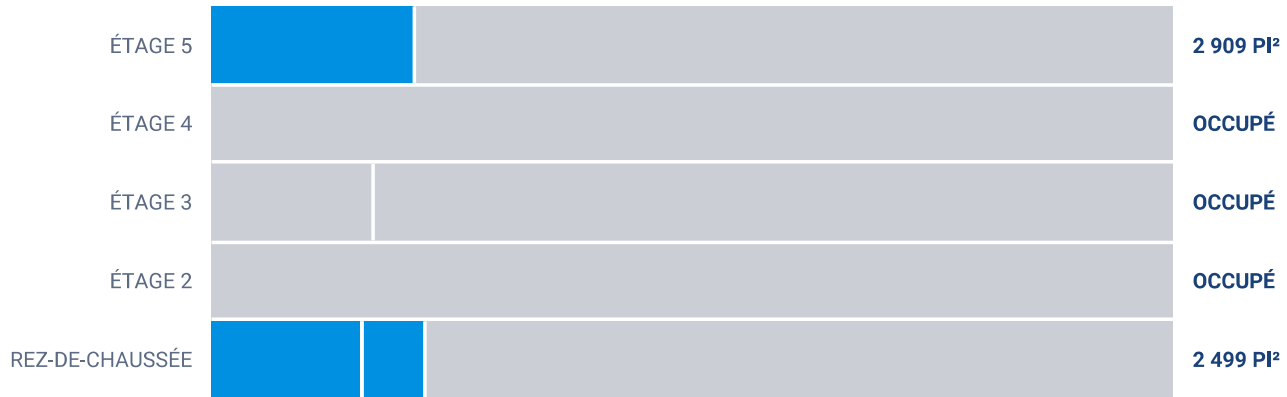 ÉTAGE 5 2 909 PI²
ÉTAGE 4 OCCUPÉ
ÉTAGE 3 OCCUPÉ
ÉTAGE 2 OCCUPÉ
REZ-DE-CHAUSSÉE 2 499 PI²